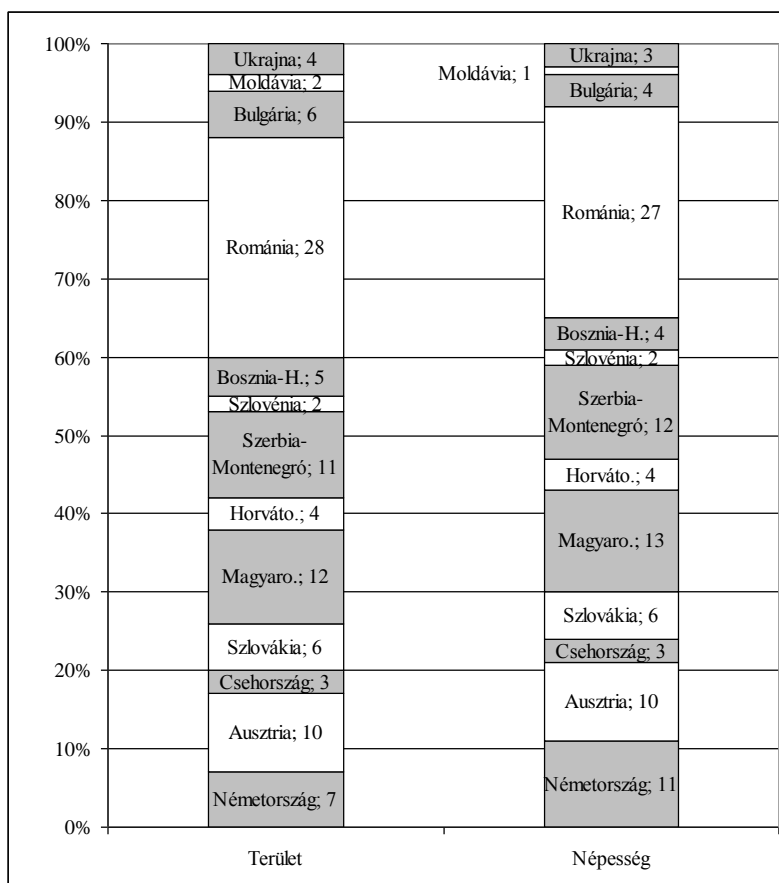 100%
90%
80%
70%
60%
50%
40%
30%
20%
10%
0%
Ukrajna; 4
Moldávia; 2
Bulgária; 6
Románia; 28
Bosznia-H.; 5
Szlovénia; 2
Szerbia-
Montenegró; 11
Horváto.; 4
Magyaro.; 12
Szlovákia; 6
Csehország; 3
Ausztria; 10
Németország; 7
Moldávia; 1
Ukrajna; 3
Bulgária; 4
Románia; 27
Bosznia-H.; 4
Szlovénia; 2
Szerbia-
Montenegró; 12
Horváto.; 4
Magyaro.; 13
Szlovákia; 6
Csehország; 3
Ausztria; 10
Németország; 11
Terület
Népesség